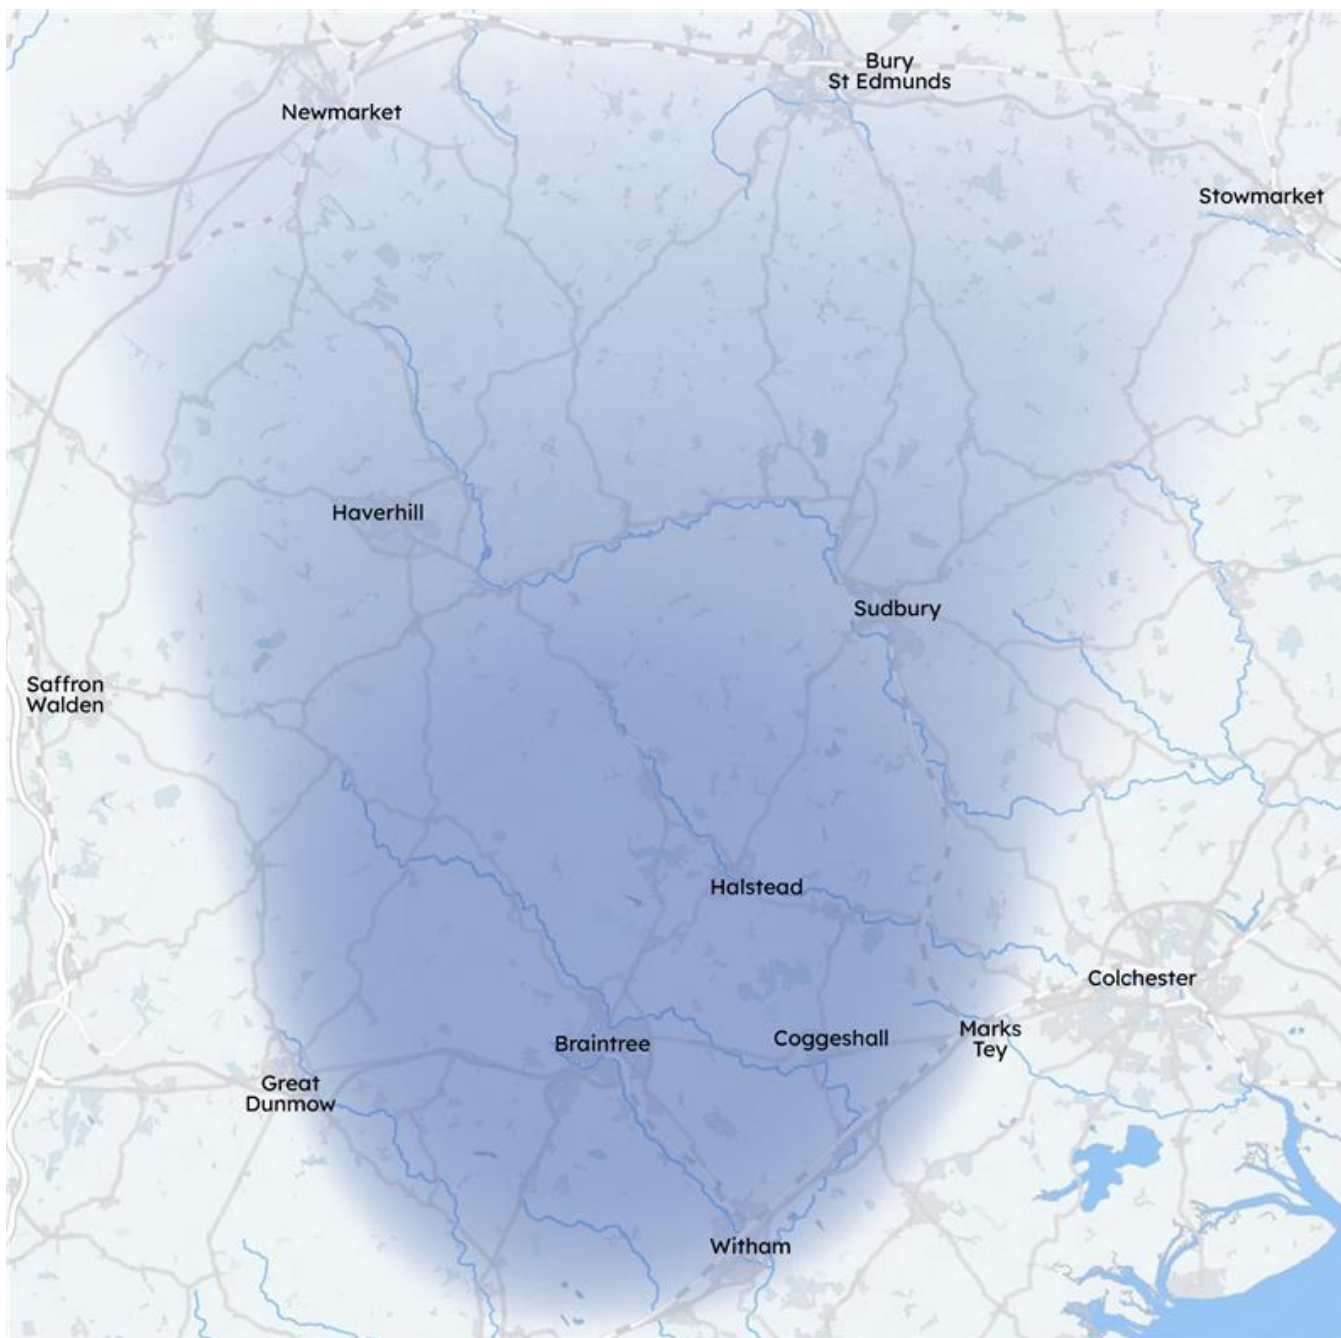 Bury
St Edmunds
Newmarket
Stowmarket
Haverhill
Sudbury
Saffron
Walden
Halstead
Colchester
Braintree
Coggeshall
Marks
Tey
Great
Dunmow
Witham